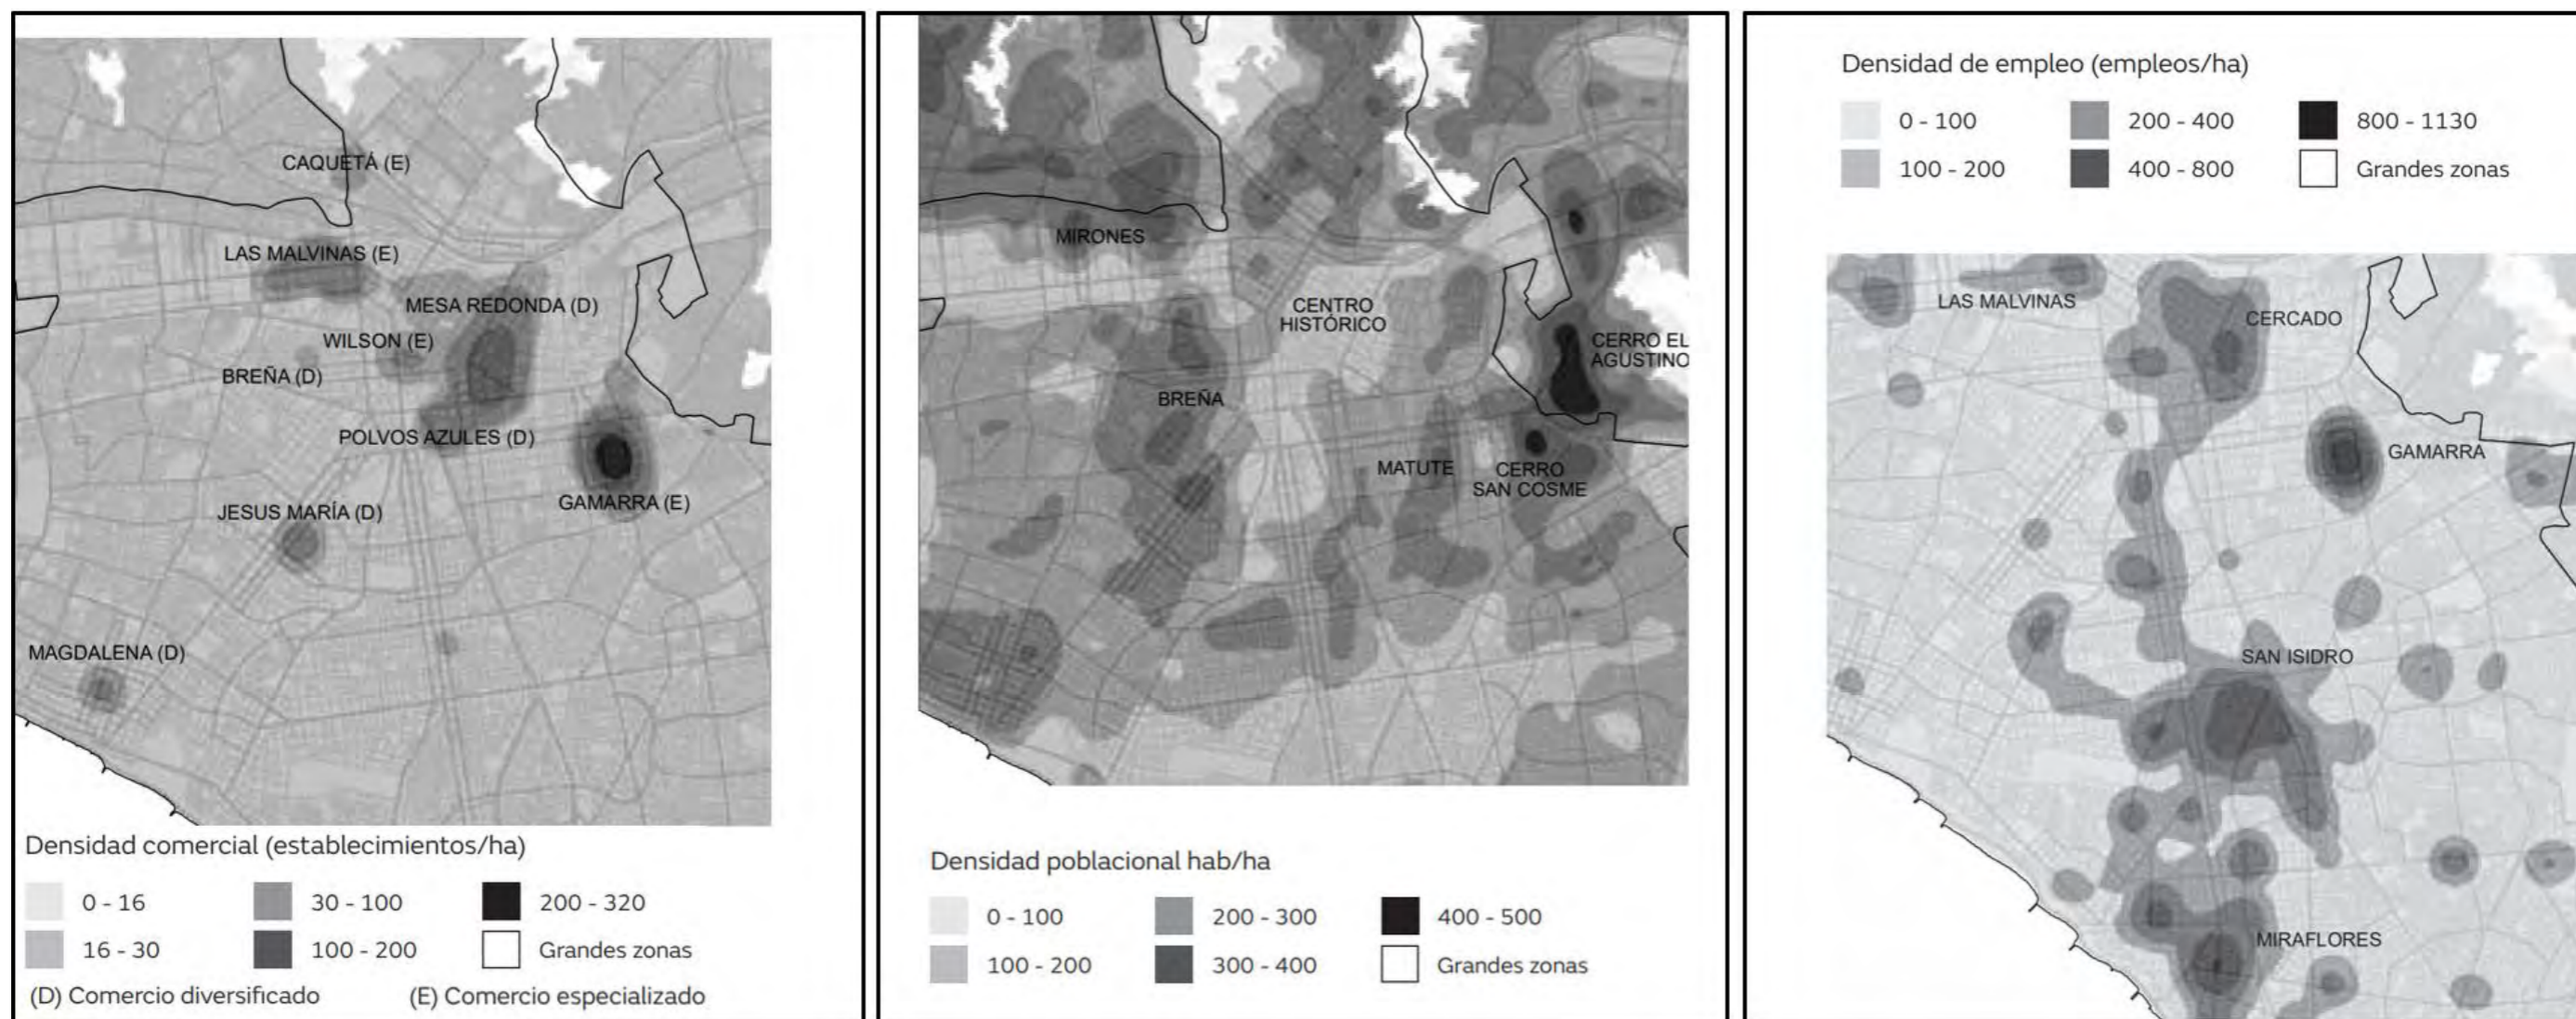 CAQUETÁ (E)
LAS MALVINAS (E)
MESA REDONDA (D)
WILSON (E)
BREÑA (D)
POLVOS AZULES (D)
GAMARRA (E)
JESUS MARÍA (D)
MAGDALENA (D)
Densidad comercial (establecimientos/ha)
0 - 16
30 - 100
200 - 320
16 - 30
100 - 200
Grandes zonas
(D) Comercio diversificado
(E) Comercio especializado
MIRONES
CENTRO
HISTÓRICO
CERRO EL
AGUSTINO
BREÑA
MATUTE
CERRO
SAN COSME
Densidad poblacional hab/ha
0 - 100
200 - 300
400 - 500
100 - 200
300 - 400
Grandes zonas
Densidad de empleo (empleos/ha)
0 - 100
200 - 400
800 - 1130
100 - 200
400 - 800
Grandes zonas
LAS MALVINAS
CERCADO
GAMARRA
SAN ISIDRO
MIRAFLORES